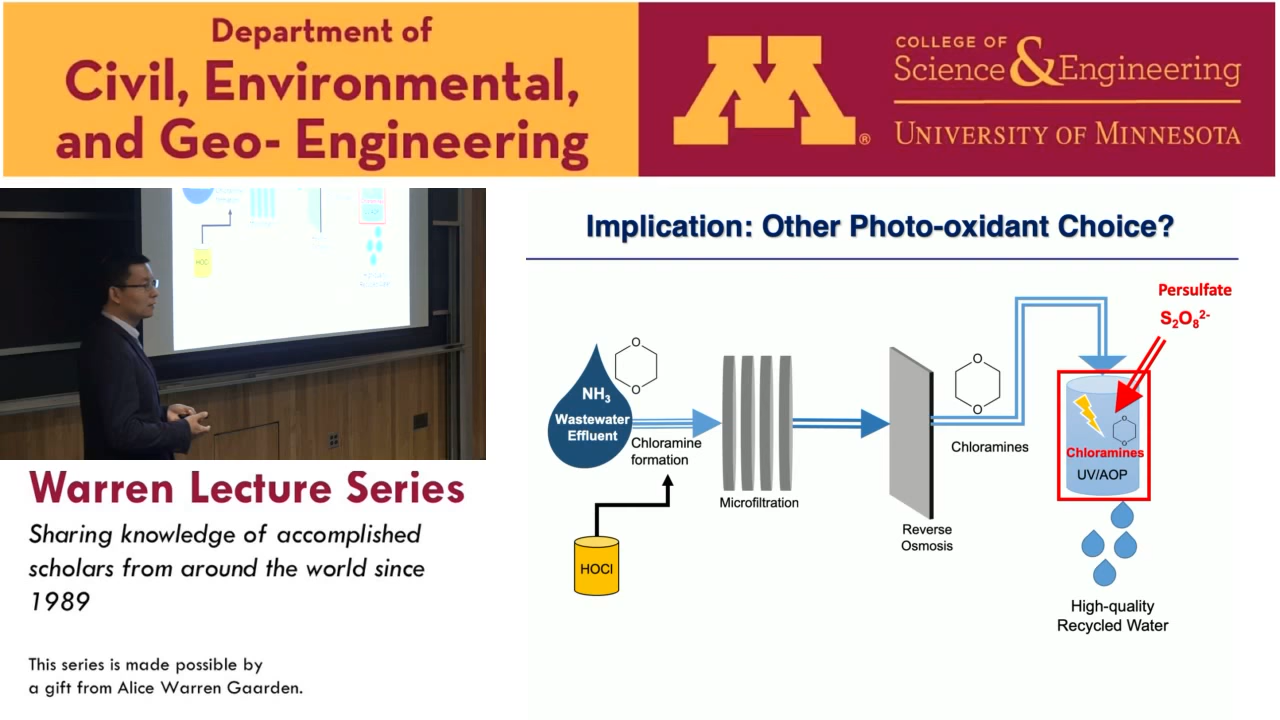 Department of
Civil, Environmental,
and Geo- Engineering
M
®
COLLEGE OF
Science & Engineering
UNIVERSITY OF MINNESOTA
HOCl
Warren Lecture Series
Sharing knowledge of accomplished
scholars from around the world since
1989
This series is made possible by
a gift from Alice Warren Gaarden.
Implication: Other Photo-oxidant Choice?
Persulfate
S₂O₈²⁻
O
O
NH₃
Wastewater
Effluent
Chloramine
formation
HOCl
Microfiltration
Reverse
Osmosis
O
O
Chloramines
O
O
Chloramines
UV/AOP
High-quality
Recycled Water